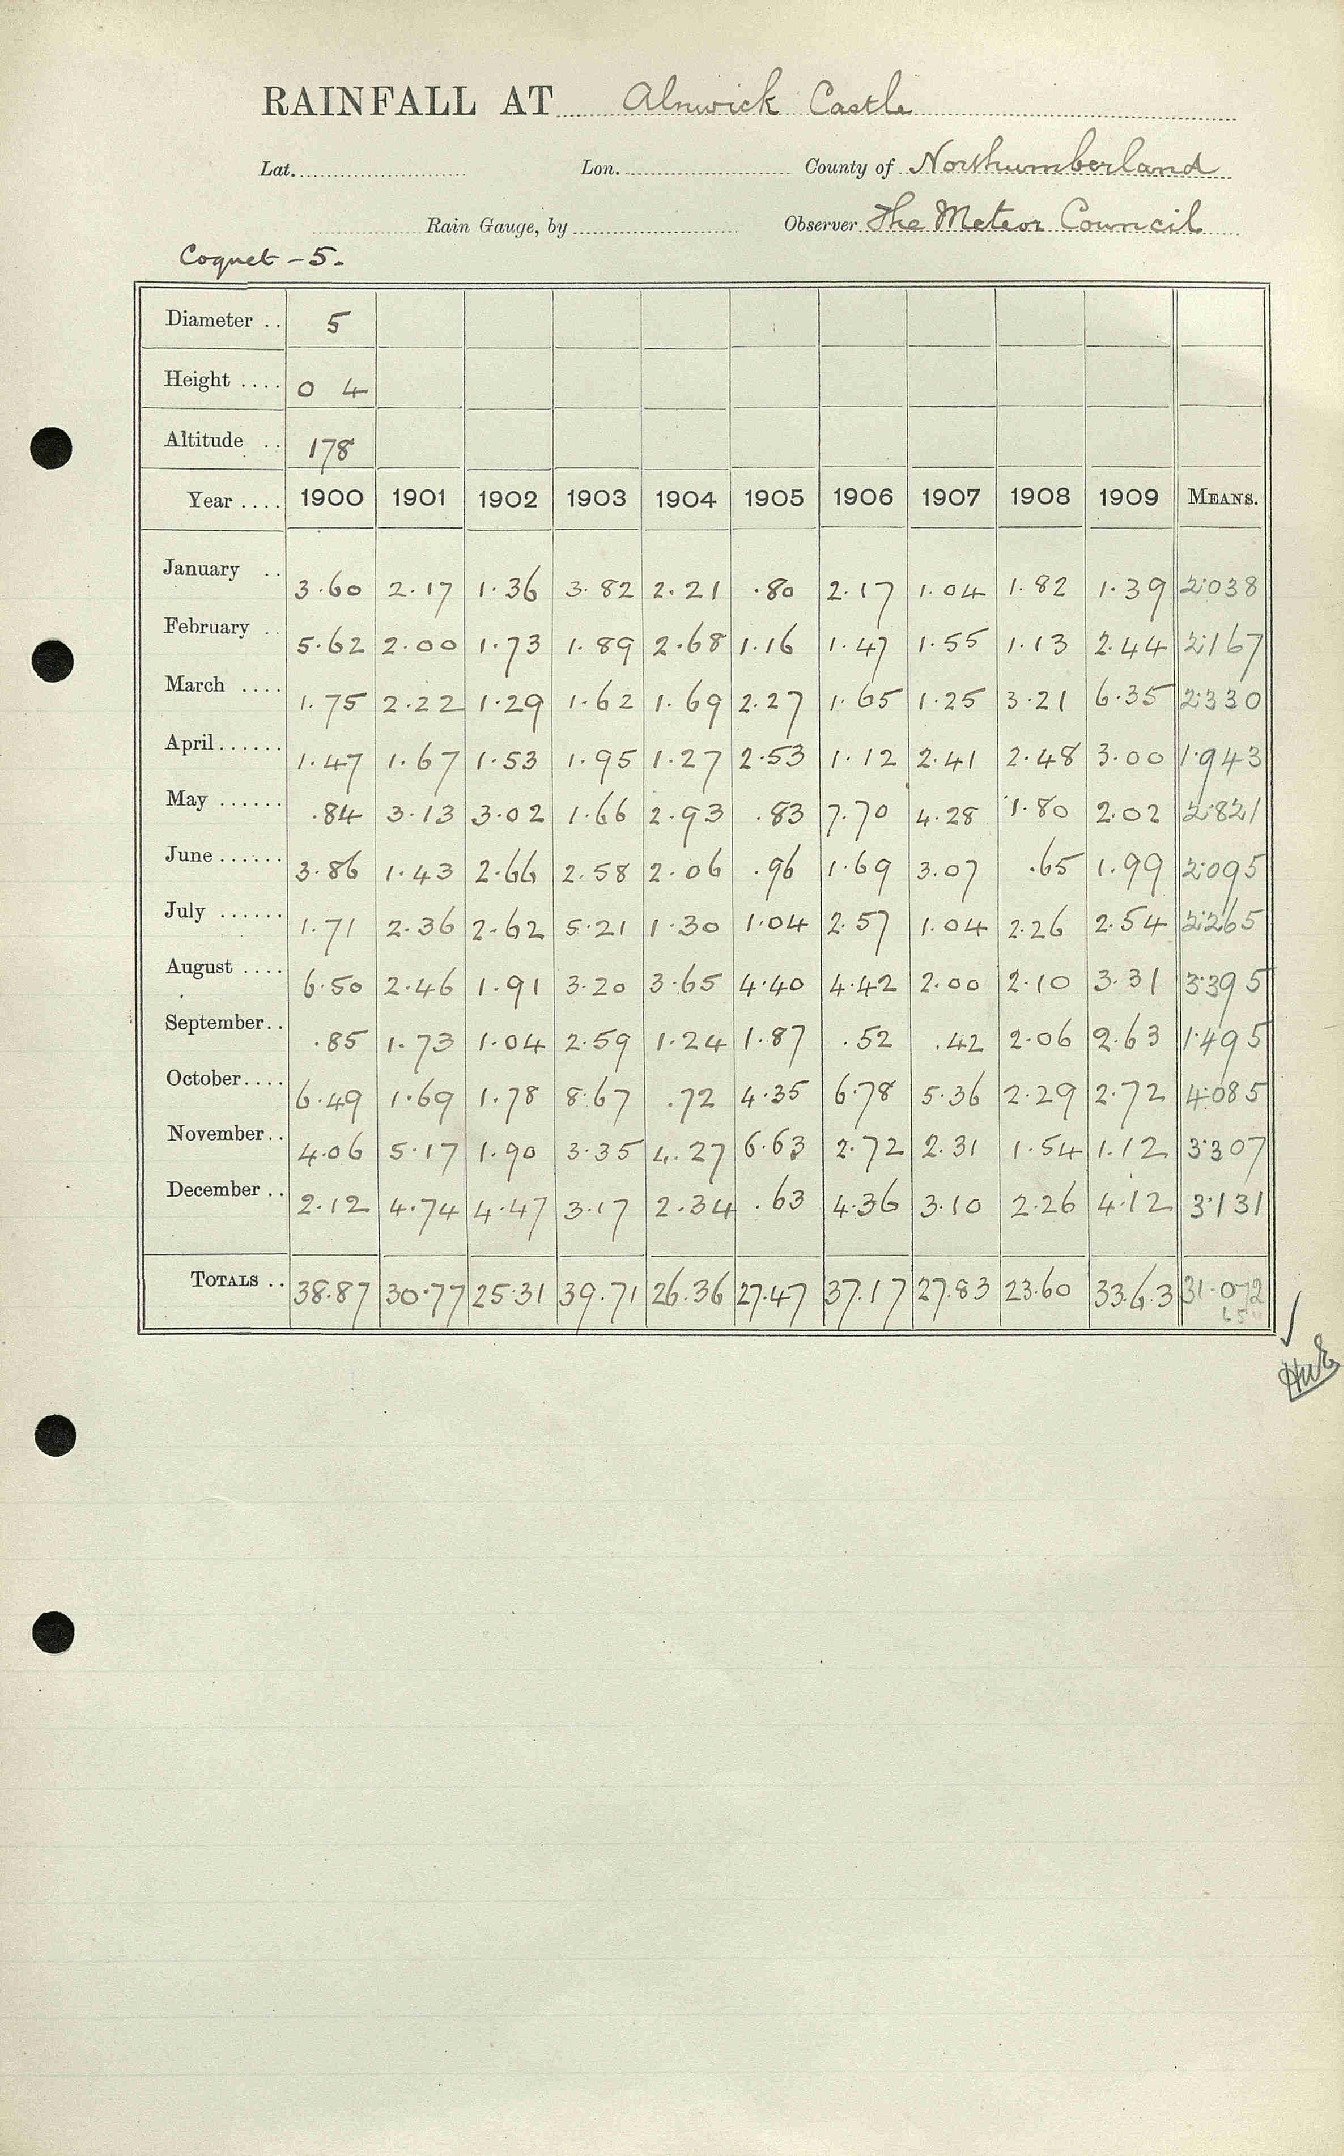 RAINFALL AT Alnwick Castle
Lat. Lon. County of Northumberland
Rain Gauge, by Observer The Meteor. Council
Coquet - 5.
Diameter .. 5
Height .... 0 4
Altitude .. 178
Year .... 1900 1901 1902 1903 1904 1905 1906 1907 1908 1909 MEANS.
January .. 3.60 2.17 1.36 3.82 2.21 .80 2.17 1.04 1.82 1.39 2.038
February .. 5.62 2.00 1.73 1.89 2.68 1.16 1.47 1.55 1.13 2.44 2.167
March .... 1.75 2.22 1.29 1.62 1.69 2.27 1.65 1.25 3.21 6.35 2.330
April ...... 1.47 1.67 1.53 1.95 1.27 2.53 1.12 2.41 2.48 3.00 1.943
May ...... .84 3.13 3.02 1.66 2.93 .83 7.70 4.28 1.80 2.02 2.821
June ...... 3.86 1.43 2.66 2.58 2.06 .96 1.69 3.07 .65 1.99 2.095
July ...... 1.71 2.36 2.62 5.21 1.30 1.04 2.57 1.04 2.26 2.54 2.265
August .... 6.50 2.46 1.91 3.20 3.65 4.40 4.42 2.00 2.10 3.31 3.395
September .. .85 1.73 1.04 2.59 1.24 1.87 .52 .42 2.06 2.63 1.495
October .... 6.49 1.69 1.78 8.67 .72 4.35 6.78 5.36 2.29 2.72 4.085
November .. 4.06 5.17 1.90 3.35 4.27 6.63 2.72 2.31 1.54 1.12 3.307
December .. 2.12 4.74 4.47 3.17 2.34 .63 4.36 3.10 2.26 4.12 3.131
TOTALS .. 38.87 30.77 25.31 39.71 26.36 27.47 37.17 27.83 23.60 33.63 31.072